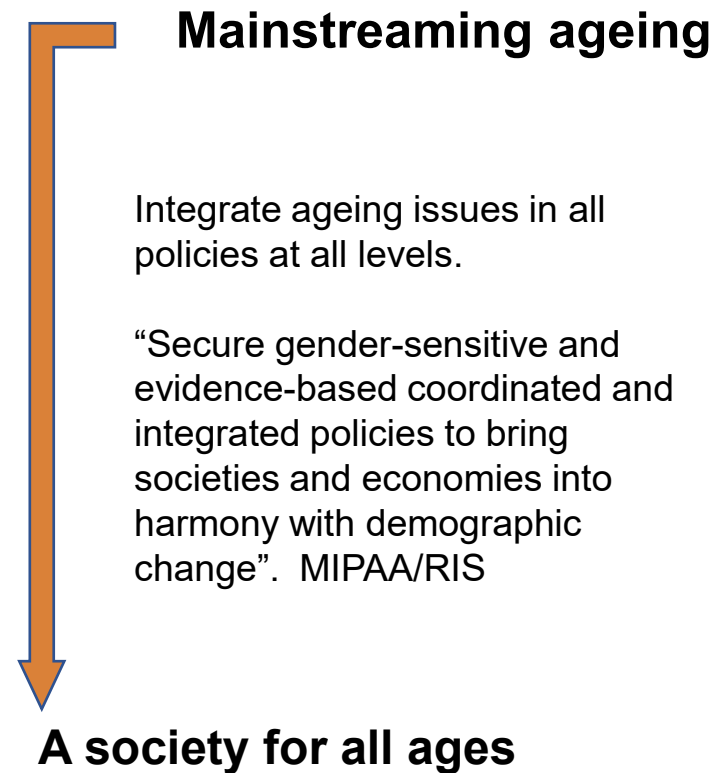 Mainstreaming ageing
Integrate ageing issues in all
policies at all levels.
“Secure gender-sensitive and
evidence-based coordinated and
integrated policies to bring
societies and economies into
harmony with demographic
change”.  MIPAA/RIS
A society for all ages